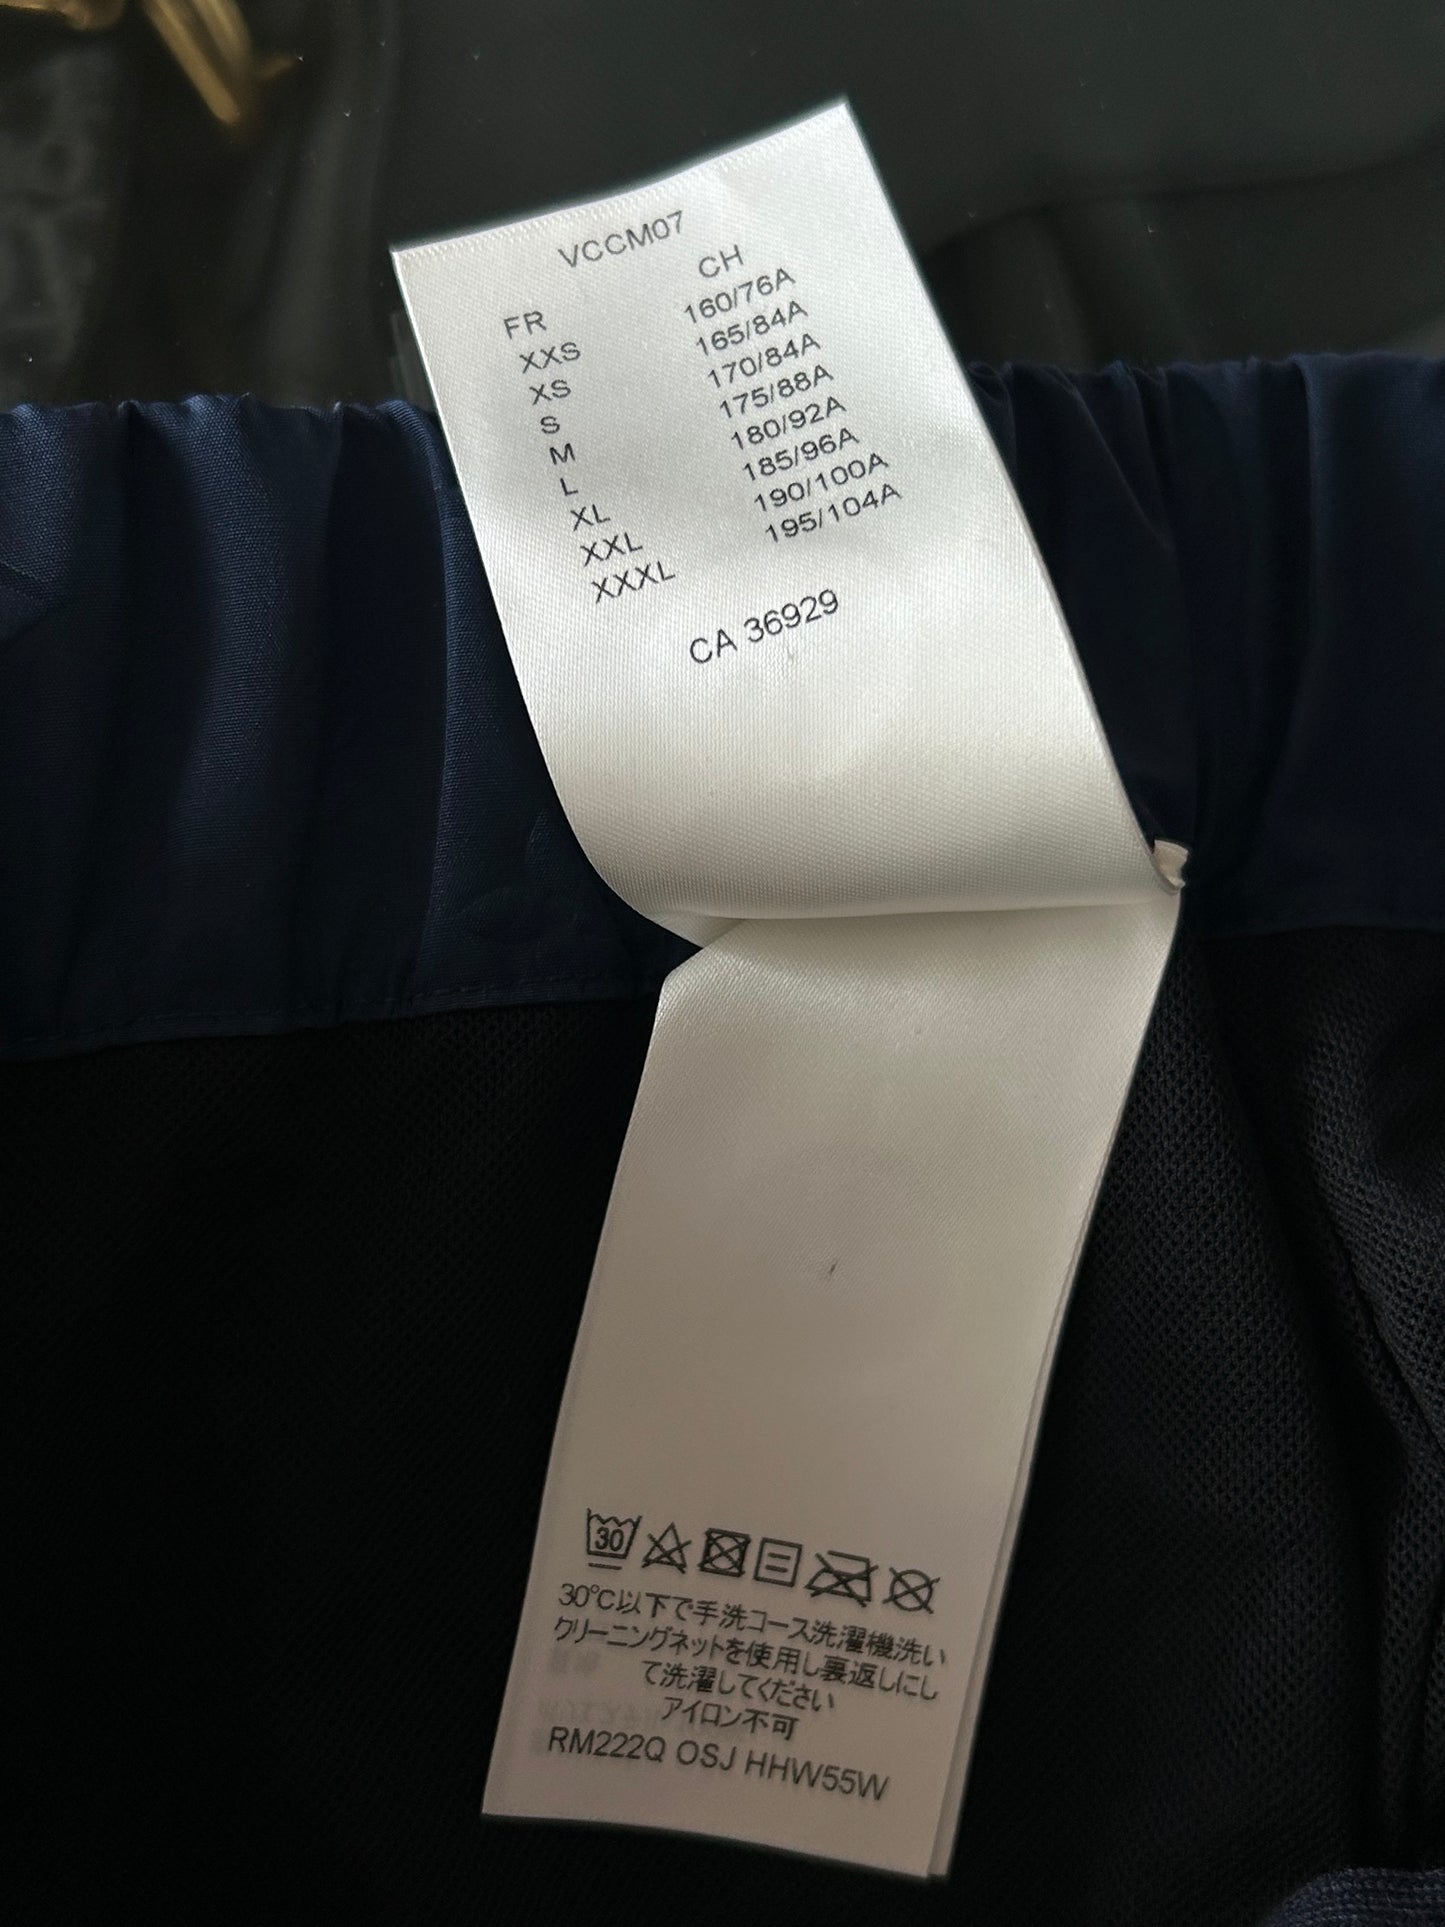 VCCM07
FR CH
XXS 160/76A
XS 165/84A
S 170/84A
M 175/88A
L 180/92A
XL 185/96A
XXL 190/100A
XXXL 195/104A
CA 36929
30
30°C以下で手洗コース洗濯機洗い
クリーニングネットを使用し裏返しにし
て洗濯してください
アイロン不可
RM222Q OSJ HHW55W